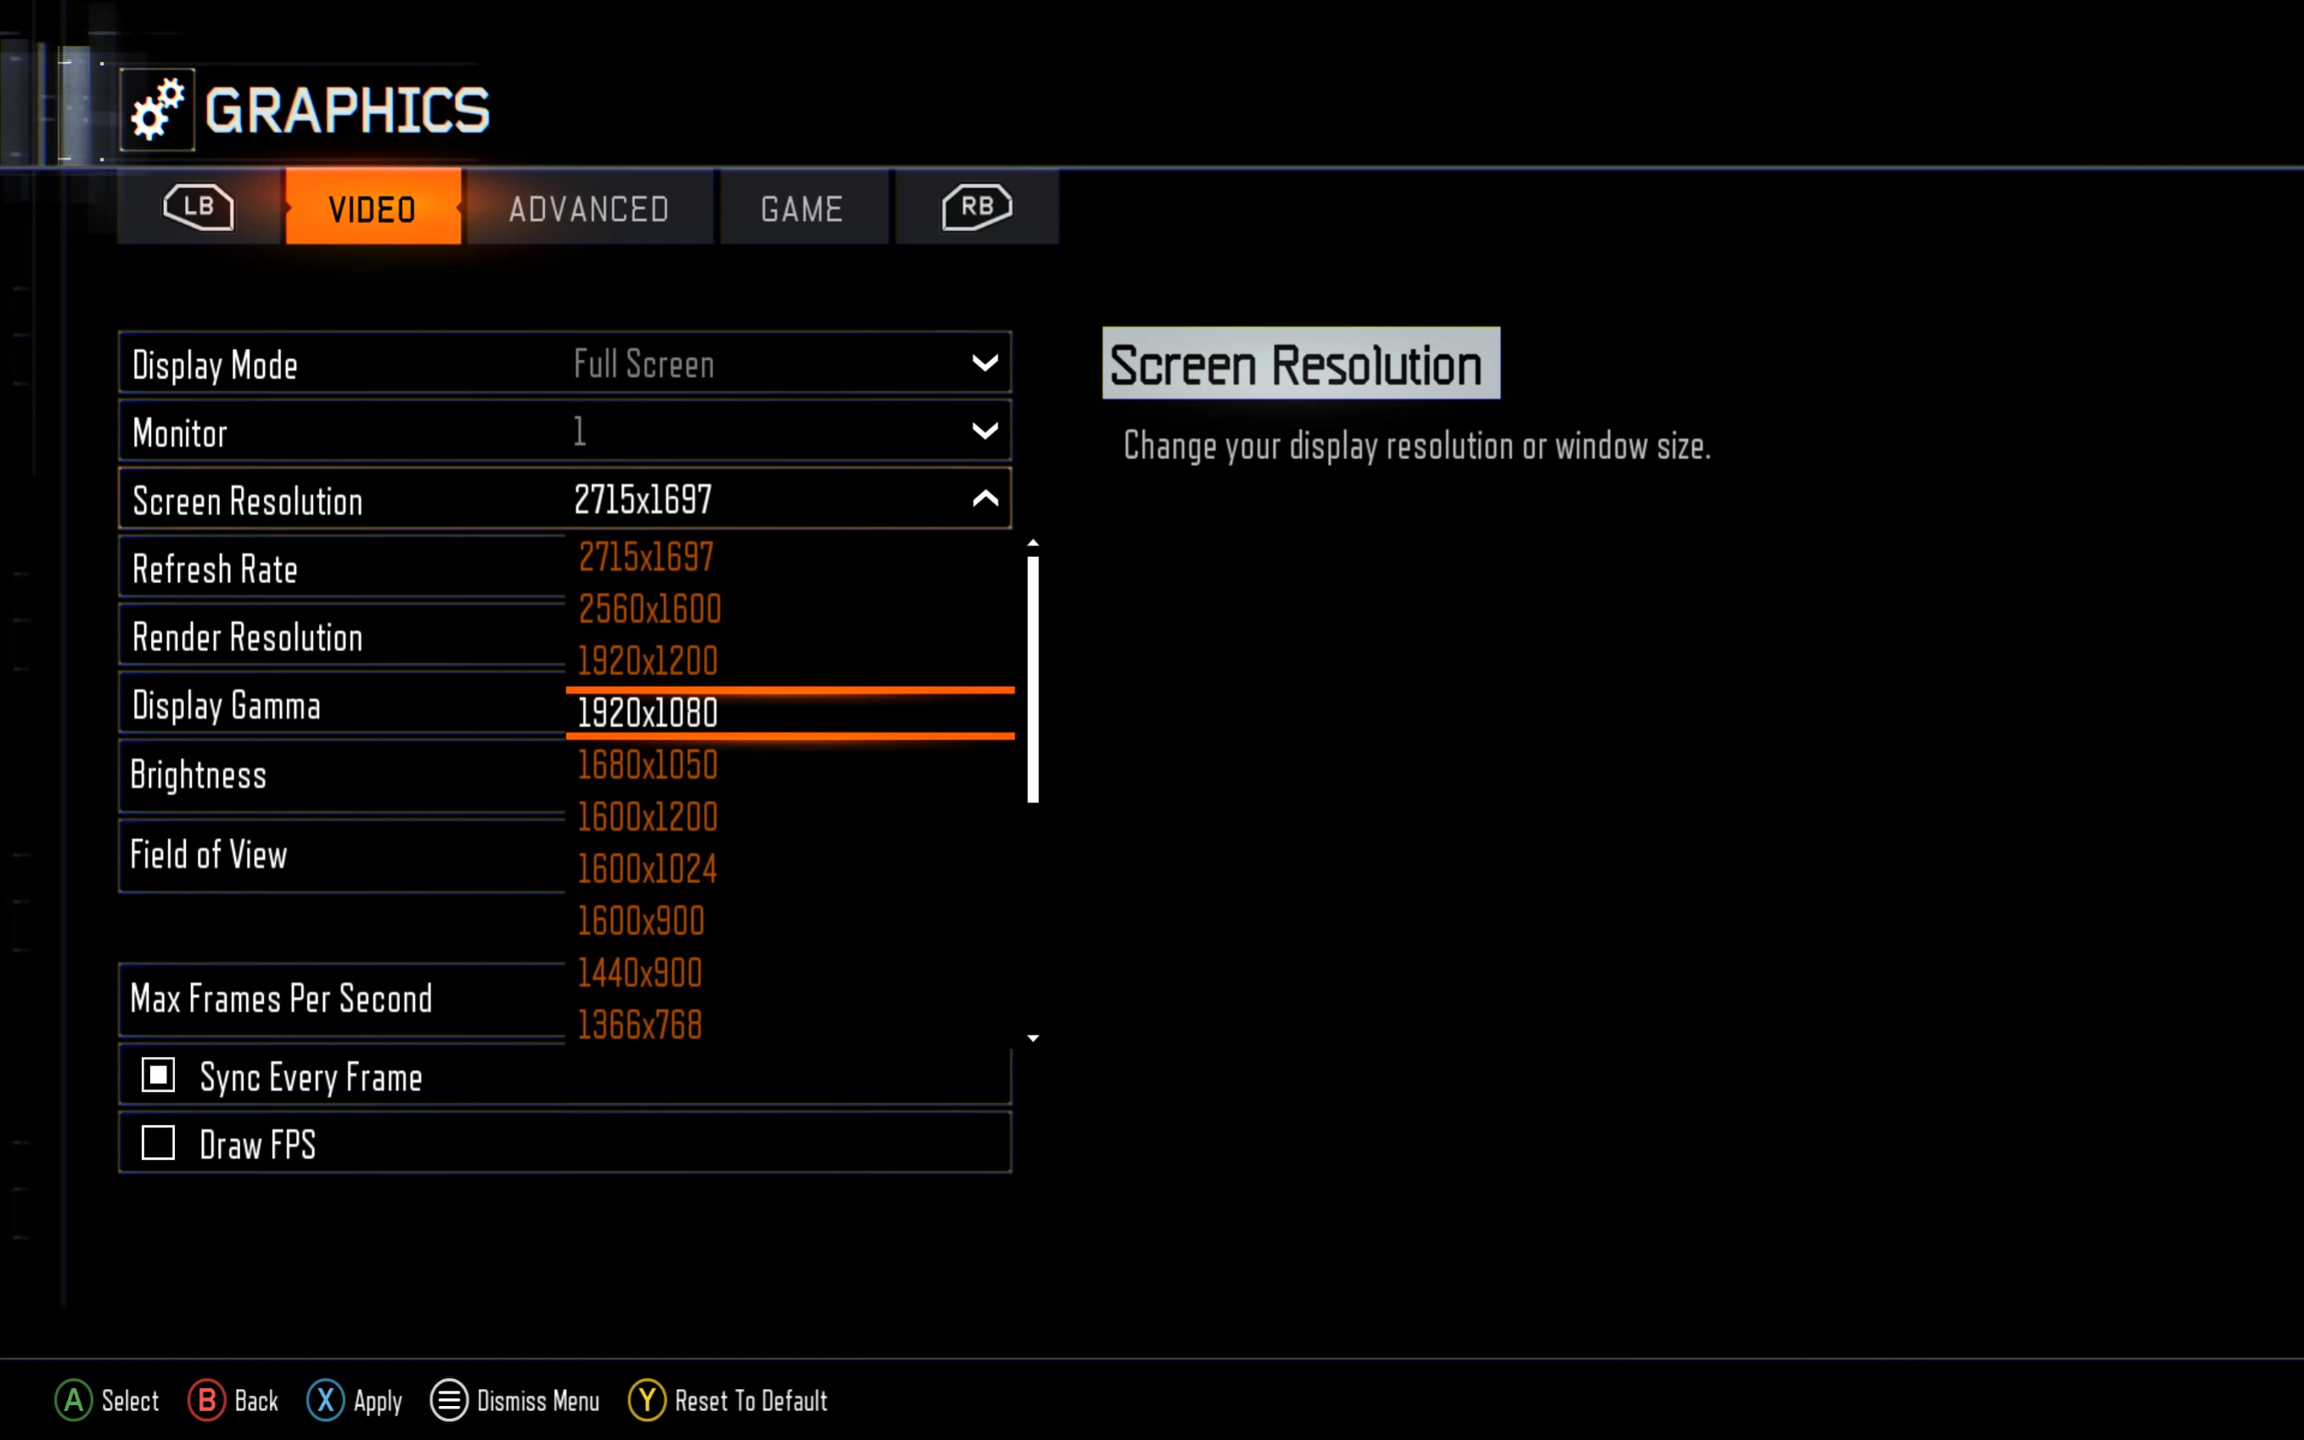 GRAPHICS
LB VIDEO ADVANCED GAME RB
Display Mode Full Screen
Monitor 1
Screen Resolution 2715x1697
2715x1697
2560x1600
1920x1200
1920x1080
1680x1050
1600x1200
1600x1024
1600x900
1440x900
1366x768
Refresh Rate
Render Resolution
Display Gamma
Brightness
Field of View
Max Frames Per Second
Sync Every Frame
Draw FPS
Screen Resolution
Change your display resolution or window size.
A Select B Back X Apply Dismiss Menu Y Reset To Default